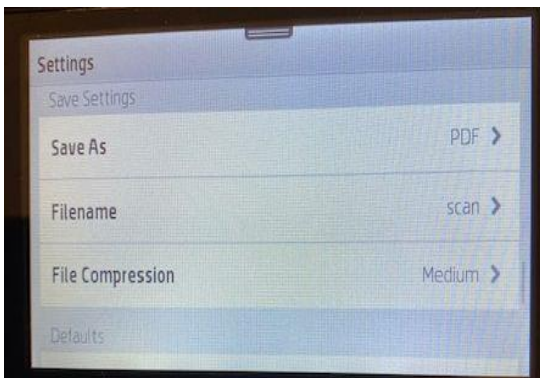 Settings
Save Settings
Save As PDF
Filename scan
File Compression Medium
Defaults